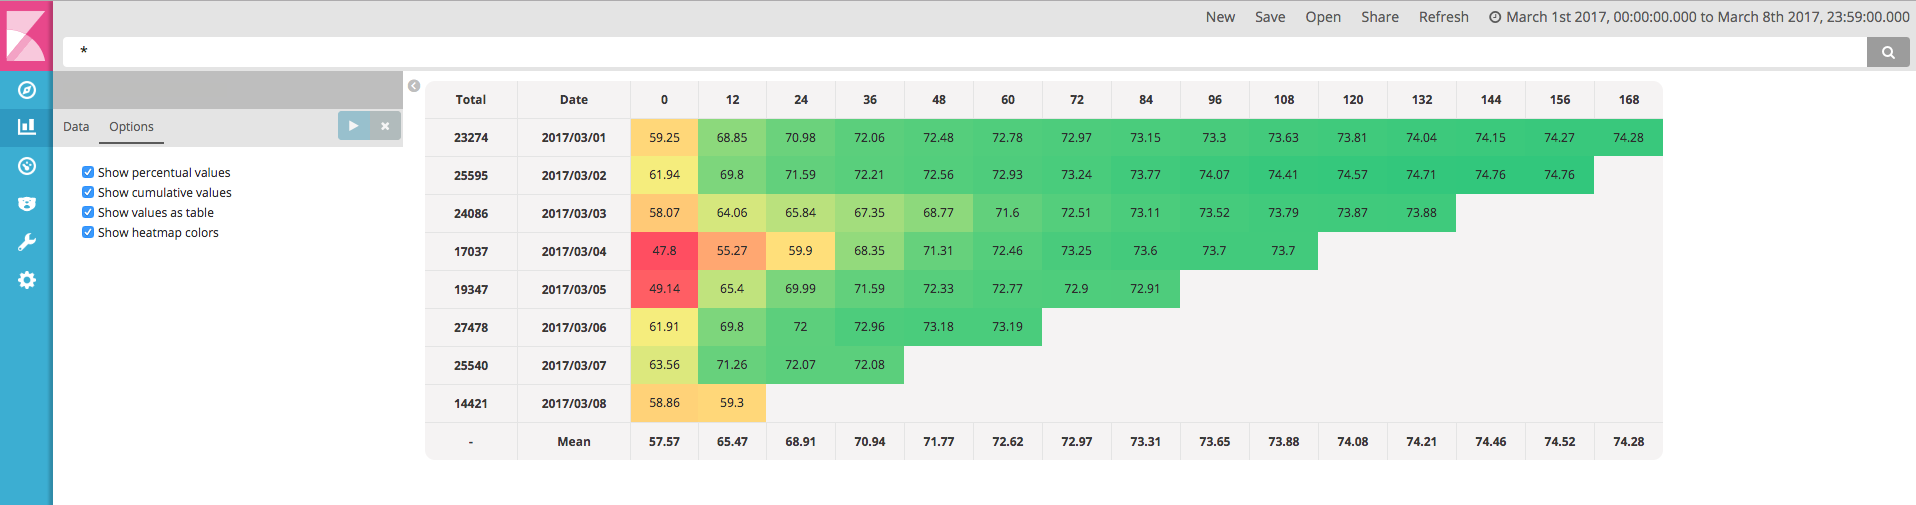 New Save Open Share Refresh March 1st 2017, 00:00:00.000 to March 8th 2017, 23:59:00.000
*
Data Options
Show percentual values
Show cumulative values
Show values as table
Show heatmap colors
Total Date 0 12 24 36 48 60 72 84 96 108 120 132 144 156 168
23274 2017/03/01 59.25 68.85 70.98 72.06 72.48 72.78 72.97 73.15 73.3 73.63 73.81 74.04 74.15 74.27 74.28
25595 2017/03/02 61.94 69.8 71.59 72.21 72.56 72.93 73.24 73.77 74.07 74.41 74.57 74.71 74.76 74.76
24086 2017/03/03 58.07 64.06 65.84 67.35 68.77 71.6 72.51 73.11 73.52 73.79 73.87 73.88
17037 2017/03/04 47.8 55.27 59.9 68.35 71.31 72.46 73.25 73.6 73.7 73.7
19347 2017/03/05 49.14 65.4 69.99 71.59 72.33 72.77 72.9 72.91
27478 2017/03/06 61.91 69.8 72 72.96 73.18 73.19
25540 2017/03/07 63.56 71.26 72.07 72.08
14421 2017/03/08 58.86 59.3
- Mean 57.57 65.47 68.91 70.94 71.77 72.62 72.97 73.31 73.65 73.88 74.08 74.21 74.46 74.52 74.28